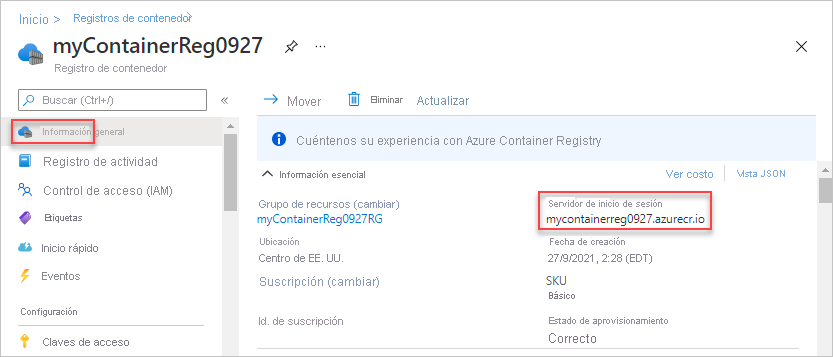 Inicio > Registros de contenedor
myContainerReg0927 ...
Registro de contenedor
Buscar (Ctrl+/) «
Información general
Registro de actividad
Control de acceso (IAM)
Etiquetas
Inicio rápido
Eventos
Configuración
Claves de acceso
Mover Eliminar Actualizar
Cuéntenos su experiencia con Azure Container Registry
Información esencial Ver costo Vista JSON
Grupo de recursos (cambiar)
myContainerReg0927RG
Ubicación
Centro de EE. UU.
Suscripción (cambiar)
Id. de suscripción
Servidor de inicio de sesión
mycontainerreg0927.azurecr.io
Fecha de creación
27/9/2021, 2:28 (EDT)
SKU
Básico
Estado de aprovisionamiento
Correcto